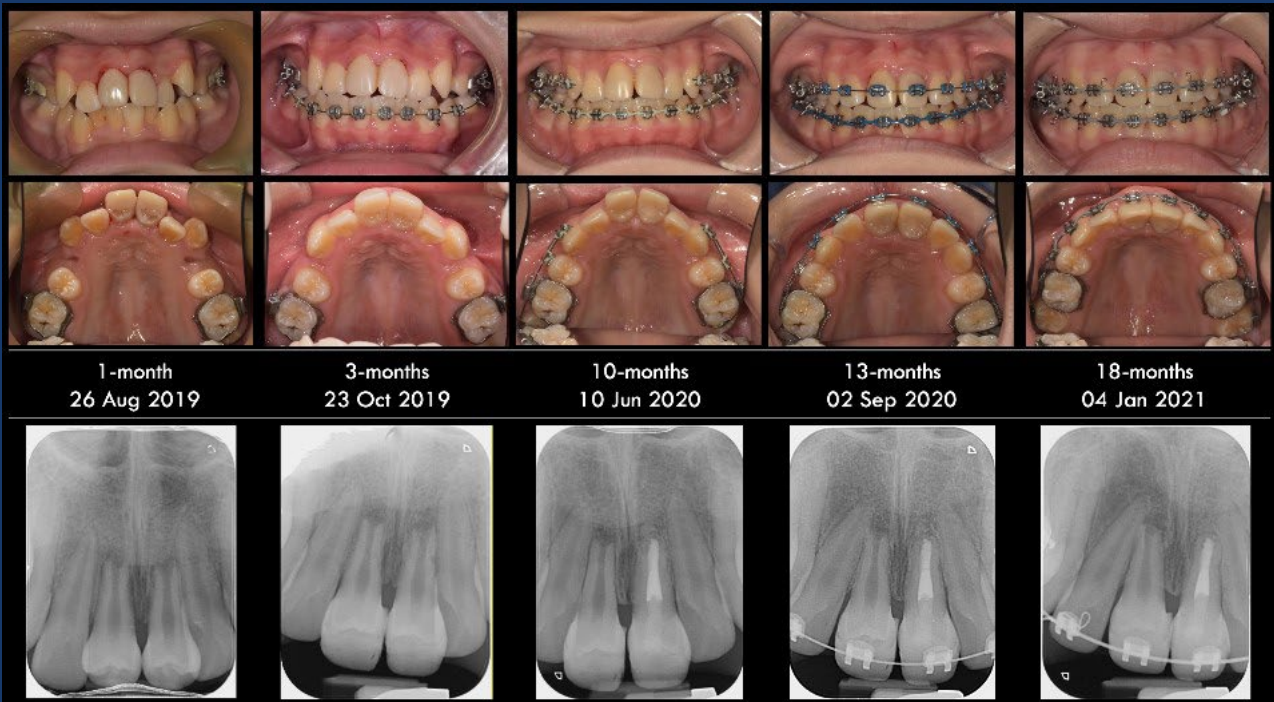 1-month
26 Aug 2019
3-months
23 Oct 2019
10-months
10 Jun 2020
13-months
02 Sep 2020
18-months
04 Jan 2021